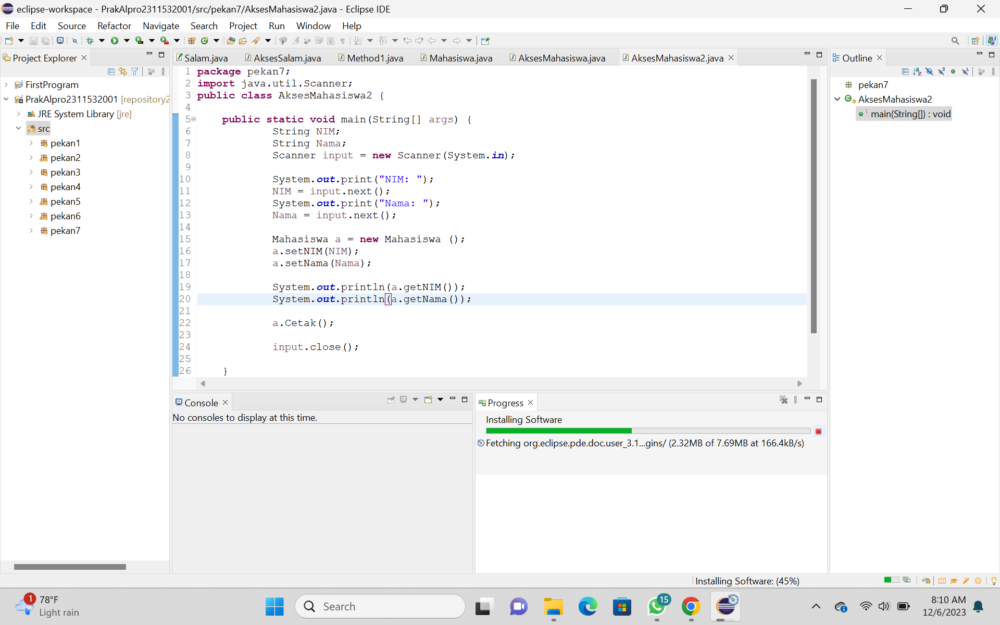 eclipse-workspace - PrakAlpro2311532001/src/pekan7/AksesMahasiswa2.java - Eclipse IDE
File Edit Source Refactor Navigate Search Project Run Window Help
Project Explorer
FirstProgram
PrakAlpro2311532001 [repository2
JRE System Library [jre]
src
pekan1
pekan2
pekan3
pekan4
pekan5
pekan6
pekan7
Salam.java AksesSalam.java Method1.java Mahasiswa.java AksesMahasiswa.java AksesMahasiswa2.java
1 package pekan7;
2 import java.util.Scanner;
3 public class AksesMahasiswa2 {
4
5 public static void main(String[] args) {
6 String NIM;
7 String Nama;
8 Scanner input = new Scanner(System.in);
9
10 System.out.print("NIM: ");
11 NIM = input.next();
12 System.out.print("Nama: ");
13 Nama = input.next();
14
15 Mahasiswa a = new Mahasiswa ();
16 a.setNIM(NIM);
17 a.setNama(Nama);
18
19 System.out.println(a.getNIM());
20 System.out.println(a.getNama());
21
22 a.Cetak();
23
24 input.close();
25
26 }
Outline
pekan7
AksesMahasiswa2
main(String[]) : void
Console
No consoles to display at this time.
Progress
Installing Software
Fetching org.eclipse.pde.doc.user_3.1...gins/ (2.32MB of 7.69MB at 166.4kB/s)
Installing Software: (45%)
1
78°F
Light rain
Search
15
8:10 AM
12/6/2023